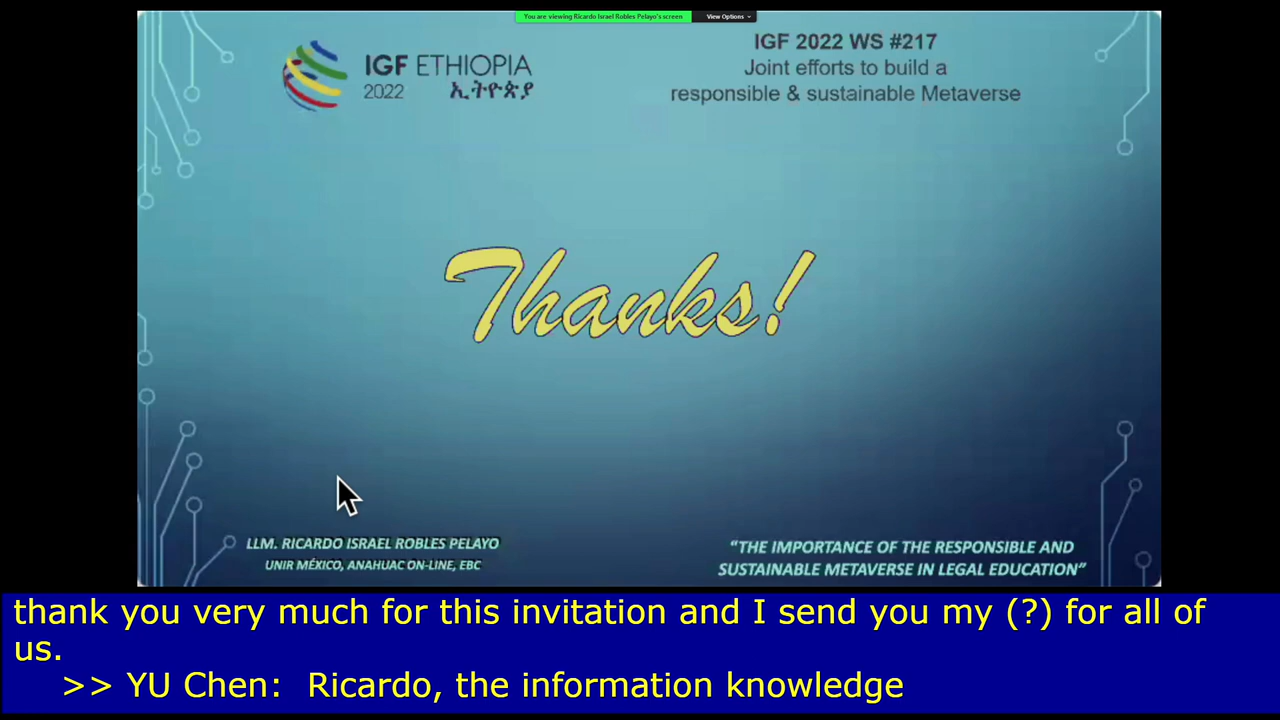 You are viewing Ricardo Israel Robles Pelayo's screen
View Options
IGF ETHIOPIA
2022 ኢትዮጵያ
IGF 2022 WS #217
Joint efforts to build a
responsible & sustainable Metaverse
Thanks!
LLM. RICARDO ISRAEL ROBLES PELAYO
UNIR MÉXICO, ANAHUAC ON-LINE, EBC
“THE IMPORTANCE OF THE RESPONSIBLE AND
SUSTAINABLE METAVERSE IN LEGAL EDUCATION”
thank you very much for this invitation and I send you my (?) for all of
us.
>> YU Chen: Ricardo, the information knowledge